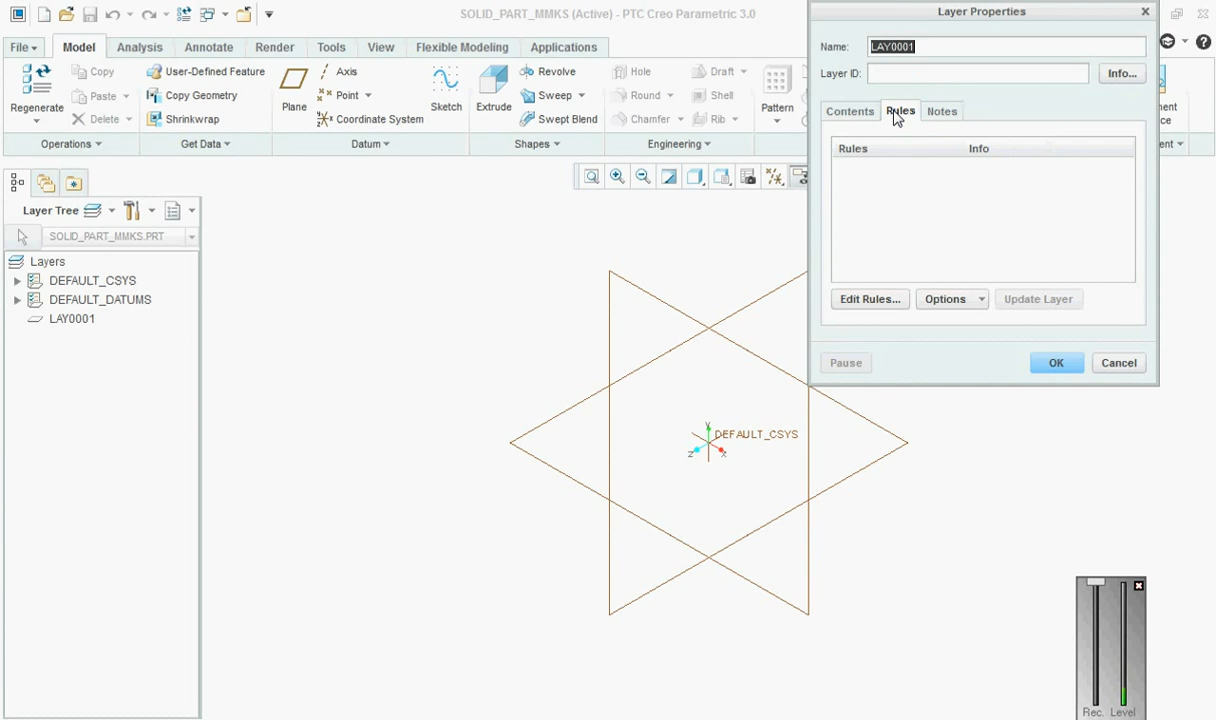 SOLID_PART_MMKS (Active) - PTC Creo Parametric 3.0
File
Model
Analysis
Annotate
Render
Tools
View
Flexible Modeling
Applications
Regenerate
Copy
Paste
Delete
User-Defined Feature
Copy Geometry
Shrinkwrap
Plane
Axis
Point
Coordinate System
Sketch
Extrude
Revolve
Sweep
Swept Blend
Hole
Round
Chamfer
Draft
Shell
Rib
Pattern
Operations
Get Data
Datum
Shapes
Engineering
Layer Tree
SOLID_PART_MMKS.PRT
Layers
DEFAULT_CSYS
DEFAULT_DATUMS
LAY0001
Layer Properties
Name:
LAY0001
Layer ID:
Info...
Contents
Rules
Notes
Rules
Info
Edit Rules...
Options
Update Layer
Pause
OK
Cancel
Y
DEFAULT_CSYS
Z
X
Rec.
Level